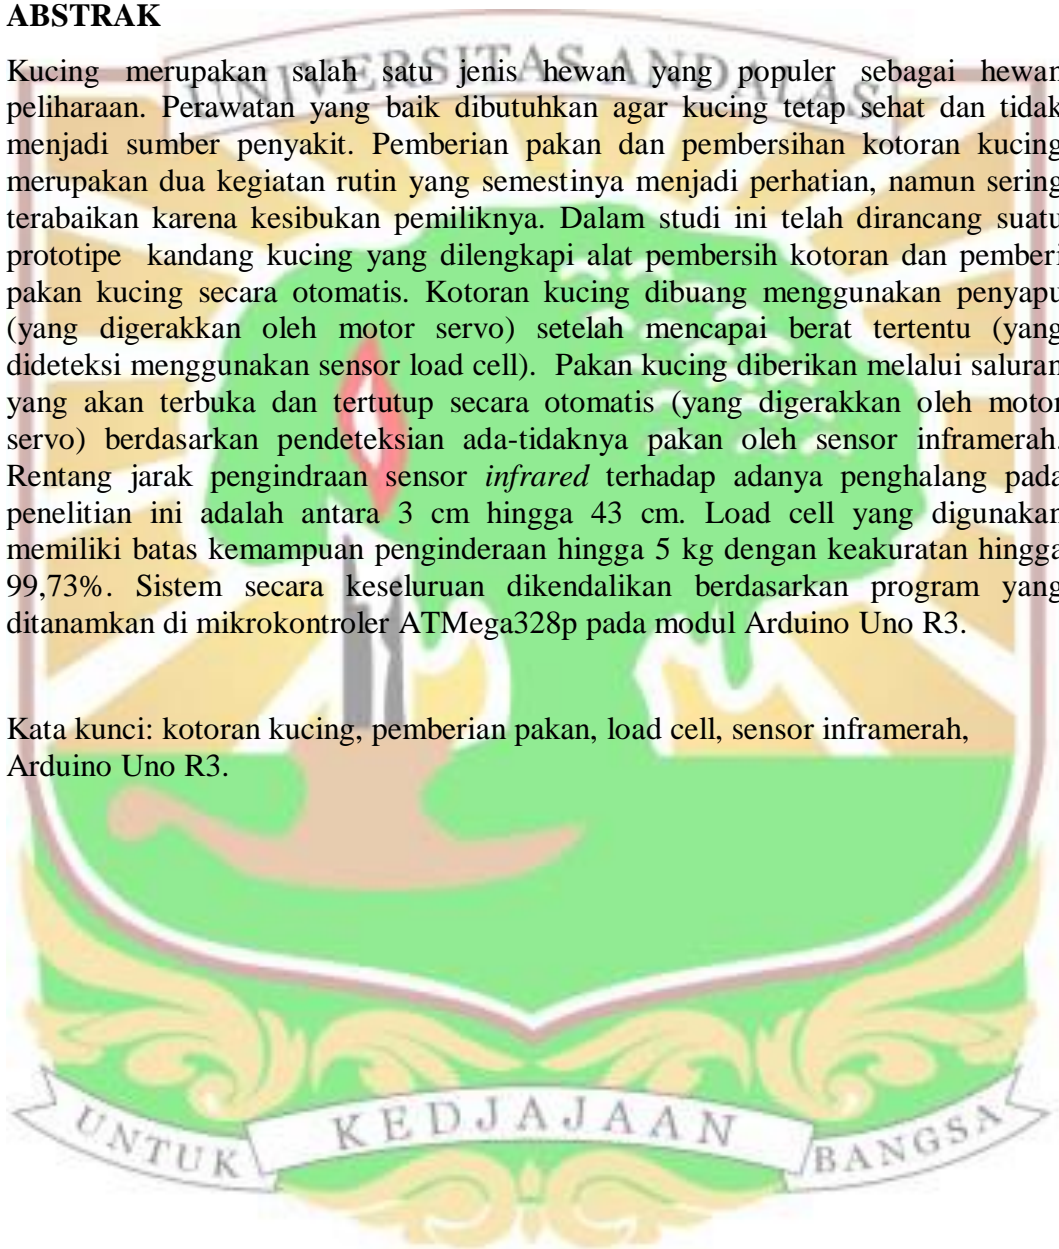 ABSTRAK
UNIVERSITAS ANDALAS
Kucing merupakan salah satu jenis hewan yang populer sebagai hewan
peliharaan. Perawatan yang baik dibutuhkan agar kucing tetap sehat dan tidak
menjadi sumber penyakit. Pemberian pakan dan pembersihan kotoran kucing
merupakan dua kegiatan rutin yang semestinya menjadi perhatian, namun sering
terabaikan karena kesibukan pemiliknya. Dalam studi ini telah dirancang suatu
prototipe kandang kucing yang dilengkapi alat pembersih kotoran dan pemberi
pakan kucing secara otomatis. Kotoran kucing dibuang menggunakan penyapu
(yang digerakkan oleh motor servo) setelah mencapai berat tertentu (yang
dideteksi menggunakan sensor load cell). Pakan kucing diberikan melalui saluran
yang akan terbuka dan tertutup secara otomatis (yang digerakkan oleh motor
servo) berdasarkan pendeteksian ada-tidaknya pakan oleh sensor inframerah.
Rentang jarak pengindraan sensor infrared terhadap adanya penghalang pada
penelitian ini adalah antara 3 cm hingga 43 cm. Load cell yang digunakan
memiliki batas kemampuan penginderaan hingga 5 kg dengan keakuratan hingga
99,73%. Sistem secara keseluruhan dikendalikan berdasarkan program yang
ditanamkan di mikrokontroler ATMega328p pada modul Arduino Uno R3.
Kata kunci: kotoran kucing, pemberian pakan, load cell, sensor inframerah,
Arduino Uno R3.
UNTUK KEDJAJAAN BANGSA